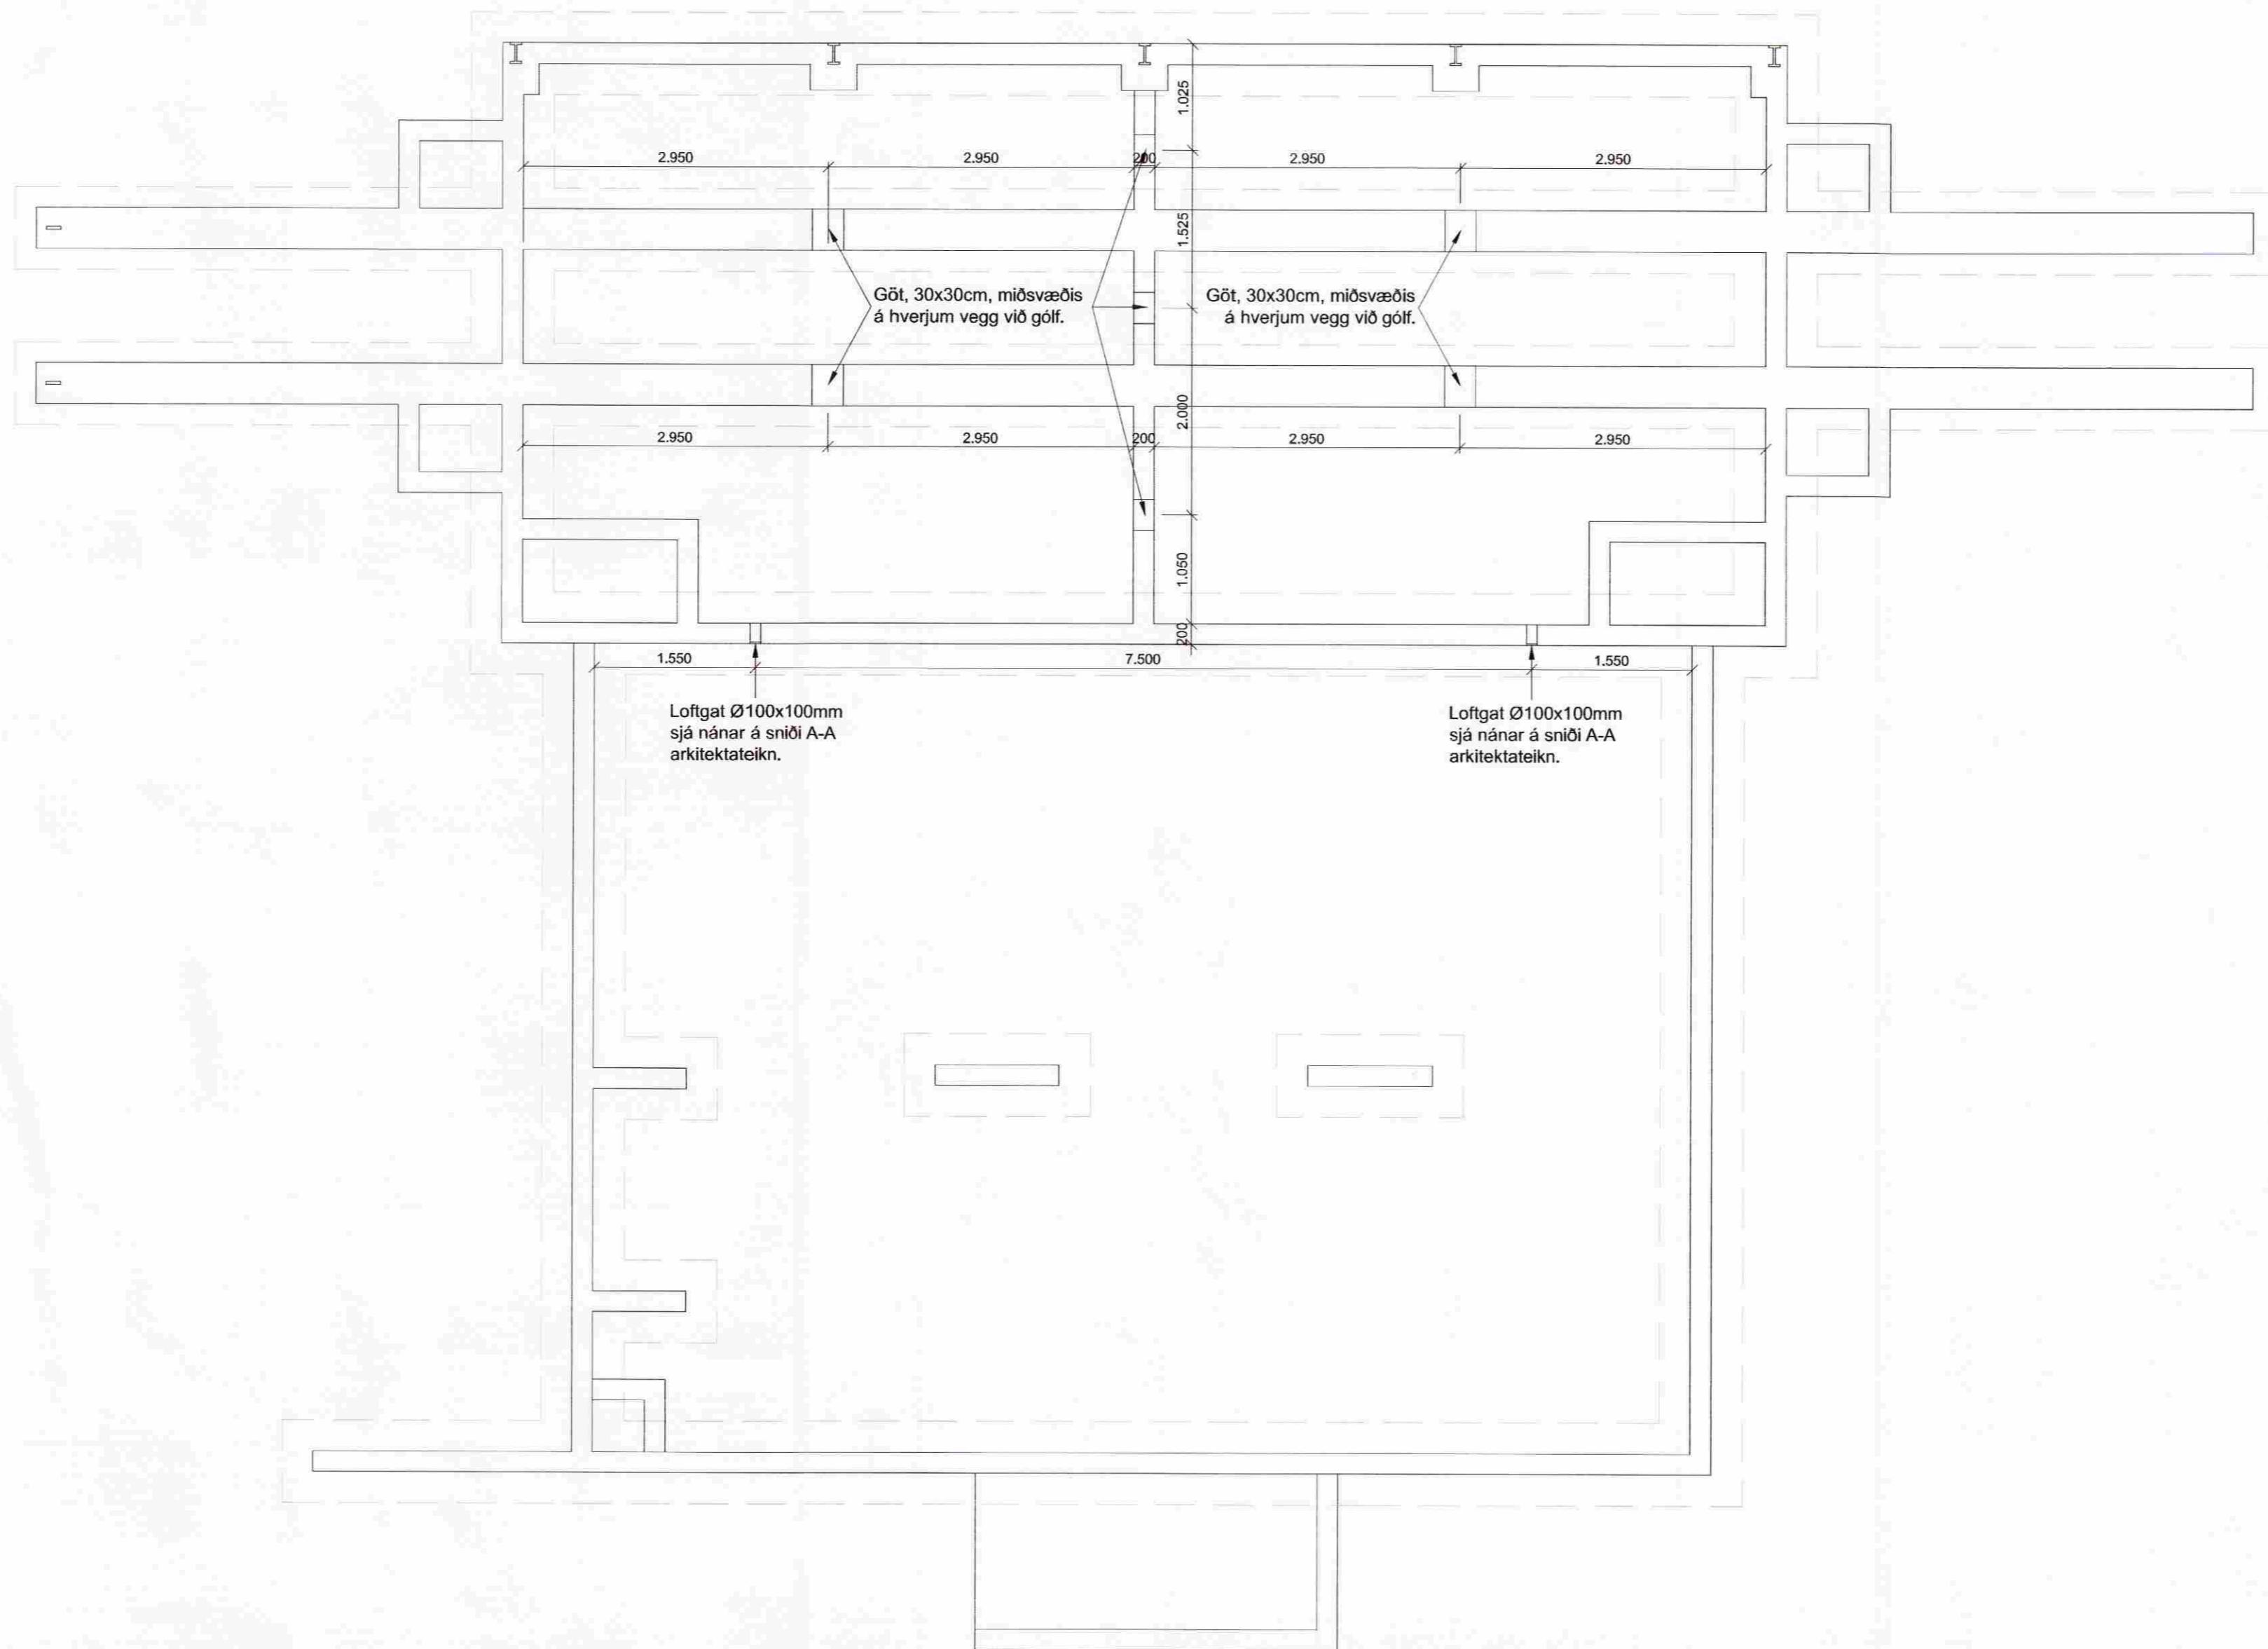 1.025
2.950
2.950
200
2.950
2.950
1.525
Göt, 30x30cm, miðsvæðis
á hverjum vegg við gólf.
Göt, 30x30cm, miðsvæðis
á hverjum vegg við gólf.
2.000
2.950
2.950
200
2.950
2.950
1.050
200
1.550
7.500
1.550
Loftgat Ø100x100mm
sjá nánar á sniði A-A
arkitektateikn.
Loftgat Ø100x100mm
sjá nánar á sniði A-A
arkitektateikn.